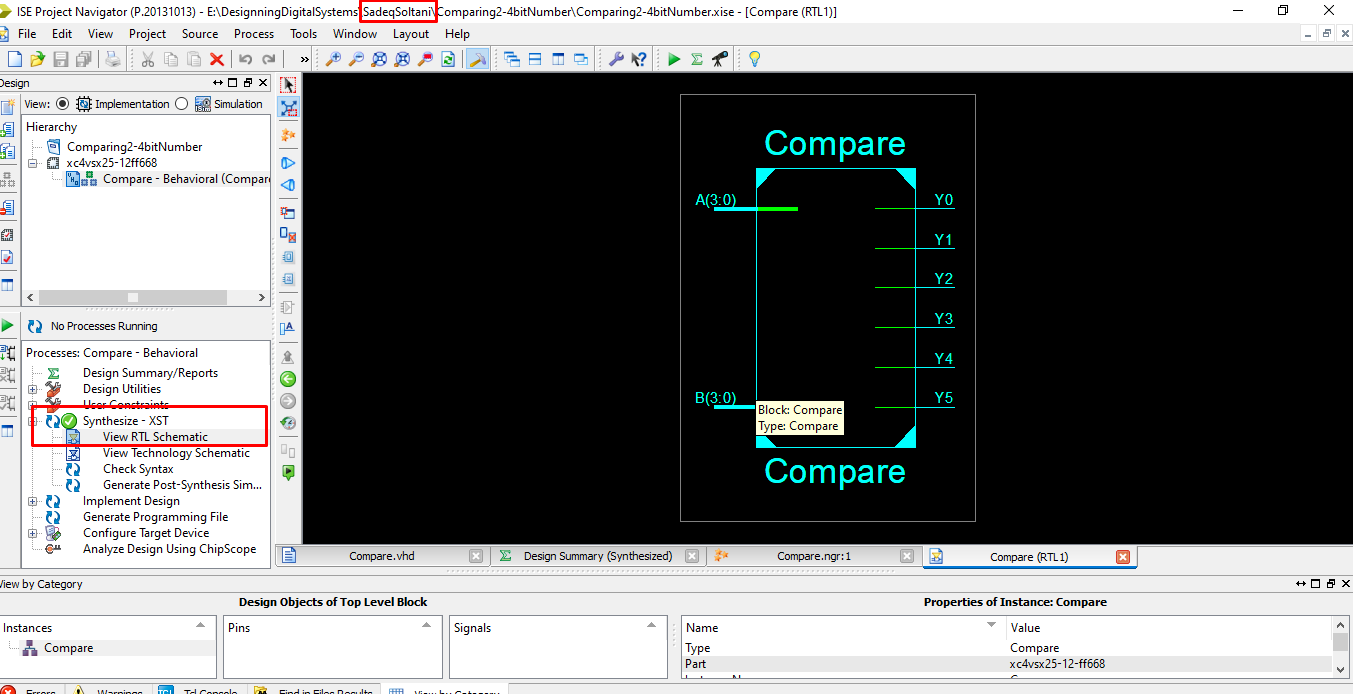 ISE Project Navigator (P.20131013) - E:\DesignningDigitalSystems\SadeqSoltani\Comparing2-4bitNumber\Comparing2-4bitNumber.xise - [Compare (RTL1)]
File Edit View Project Source Process Tools Window Layout Help
Design
View: Implementation Simulation
Hierarchy
Comparing2-4bitNumber
xc4vsx25-12ff668
Compare - Behavioral (Compar
No Processes Running
Processes: Compare - Behavioral
Design Summary/Reports
Design Utilities
User Constraints
Synthesize - XST
View RTL Schematic
View Technology Schematic
Check Syntax
Generate Post-Synthesis Sim...
Implement Design
Generate Programming File
Configure Target Device
Analyze Design Using ChipScope
Compare
A(3:0)
B(3:0)
Y0
Y1
Y2
Y3
Y4
Y5
Block: Compare
Type: Compare
Compare
Compare.vhd
Design Summary (Synthesized)
Compare.ngr:1
Compare (RTL1)
View by Category
Design Objects of Top Level Block
Properties of Instance: Compare
Instances
Compare
Pins
Signals
Name Value
Type Compare
Part xc4vsx25-12-ff668
Errors Warnings Tcl Console Find in Files Results View by Category